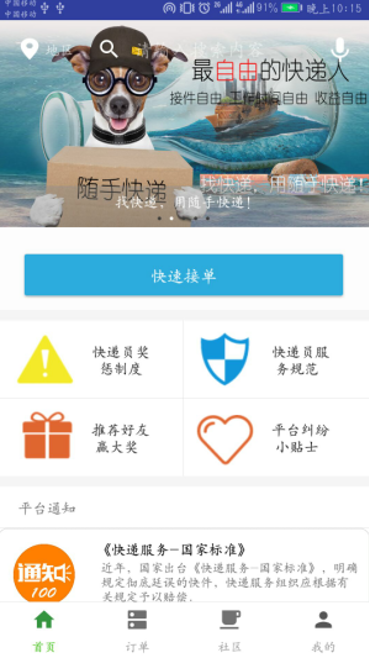 中国移动
中国移动
2G 4G 91% 晚上10:15
地区 请输入搜索内容
最自由的快递人
接件自由 工作时间自由 收益自由
随手快递
找快递，用随手快递！
找快递，用随手快递！
快速接单
快递员奖
惩制度
快递员服
务规范
推荐好友
赢大奖
平台纠纷
小贴士
平台通知
通知
100
《快递服务-国家标准》
近年，国家出台《快递服务-国家标准》，明确
规定彻底延误的快件，快递服务组织应根据有
关规定予以赔偿．
首页 订单 社区 我的